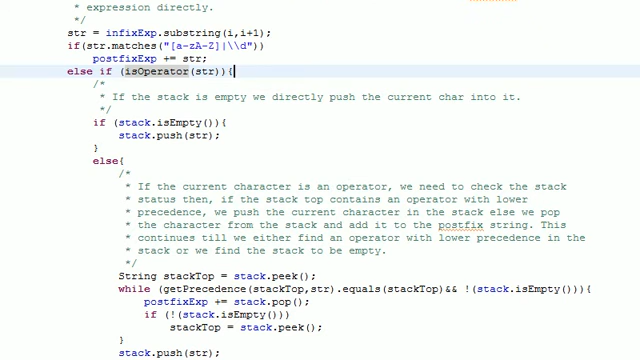 * expression directly.
*/
str = infixExp.substring(i,i+1);
if(str.matches("[a-zA-Z]|\\d"))
postfixExp += str;
else if (isOperator(str)){
/*
* If the stack is empty we directly push the current char into it.
*/
if (stack.isEmpty()){
stack.push(str);
}
else{
/*
* If the current character is an operator, we need to check the stack
* status then, if the stack top contains an operator with lower
* precedence, we push the current character in the stack else we pop
* the character from the stack and add it to the postfix string. This
* continues till we either find an operator with lower precedence in the
* stack or we find the stack to be empty.
*/
String stackTop = stack.peek();
while (getPrecedence(stackTop,str).equals(stackTop)&& !(stack.isEmpty())){
postfixExp += stack.pop();
if (!(stack.isEmpty()))
stackTop = stack.peek();
}
stack.push(str);